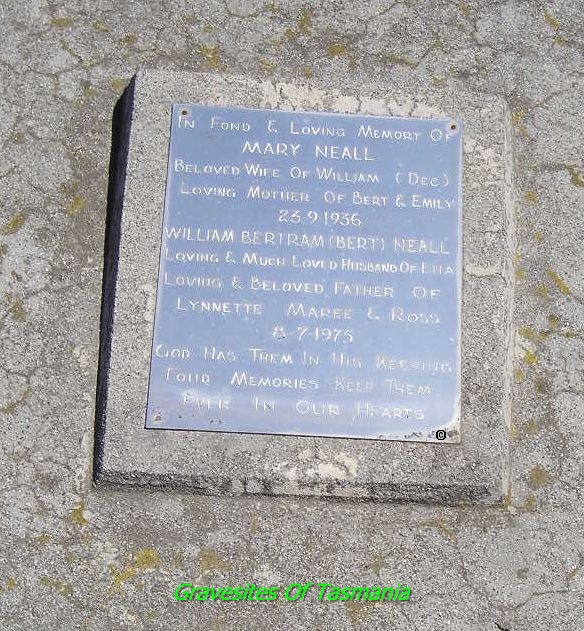 In Fond & Loving Memory Of
MARY NEALL
Beloved Wife Of William (Dec)
Loving Mother Of Bert & Emily
23.9.1936
WILLIAM BERTRAM (BERT) NEALL
Loving & Much Loved Husband Of
Loving & Beloved Father Of
Lynnette Maree & Ross
8-7-1975
God Has Them In His Keeping
Fond Memories Keep Them
Ever In Our Hearts
©
Gravesites Of Tasmania